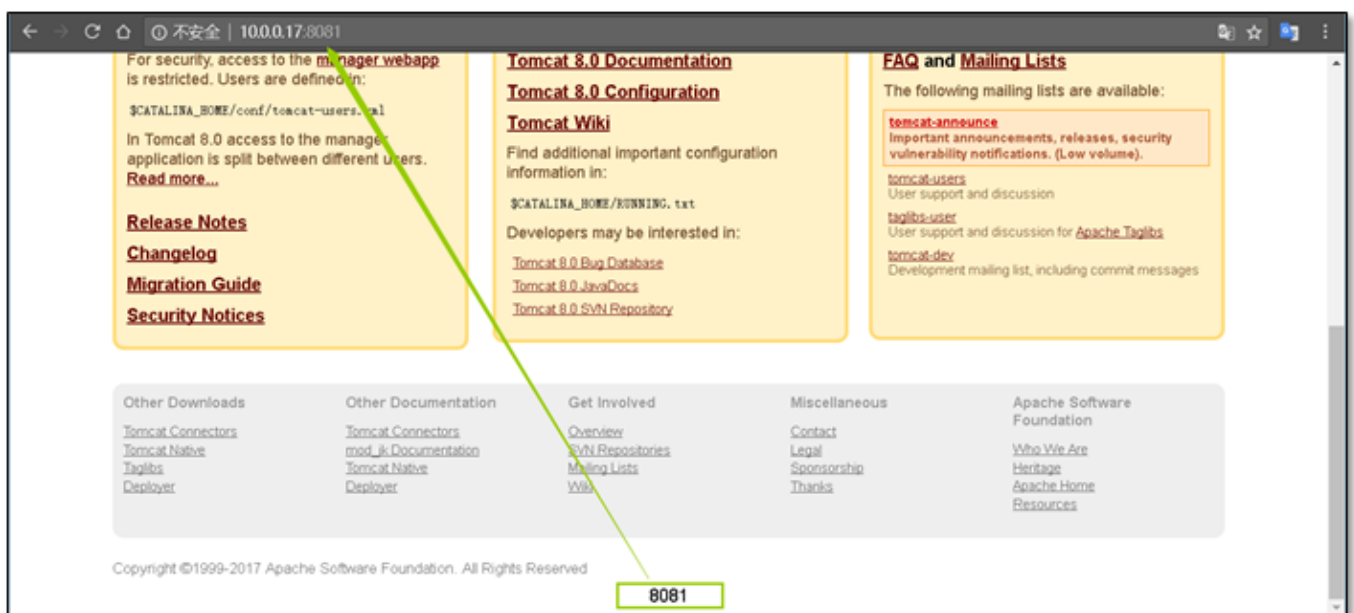 不安全 | 10.0.0.17:8081
For security, access to the manager webapp
is restricted. Users are defined in:
$CATALINA_HOME/conf/tomcat-users.xml
In Tomcat 8.0 access to the manager
application is split between different users.
Read more...
Release Notes
Changelog
Migration Guide
Security Notices
Tomcat 8.0 Documentation
Tomcat 8.0 Configuration
Tomcat Wiki
Find additional important configuration
information in:
$CATALINA_HOME/RUNNING.txt
Developers may be interested in:
Tomcat 8.0 Bug Database
Tomcat 8.0 JavaDocs
Tomcat 8.0 SVN Repository
FAQ and Mailing Lists
The following mailing lists are available:
tomcat-announce
Important announcements, releases, security
vulnerability notifications. (Low volume).
tomcat-users
User support and discussion
taglibs-user
User support and discussion for Apache Taglibs
tomcat-dev
Development mailing list, including commit messages
Other Downloads
Tomcat Connectors
Tomcat Native
Taglibs
Deployer
Other Documentation
Tomcat Connectors
mod_jk Documentation
Tomcat Native
Deployer
Get Involved
Overview
SVN Repositories
Mailing Lists
Wiki
Miscellaneous
Contact
Legal
Sponsorship
Thanks
Apache Software
Foundation
Who We Are
Heritage
Apache Home
Resources
Copyright ©1999-2017 Apache Software Foundation. All Rights Reserved
8081